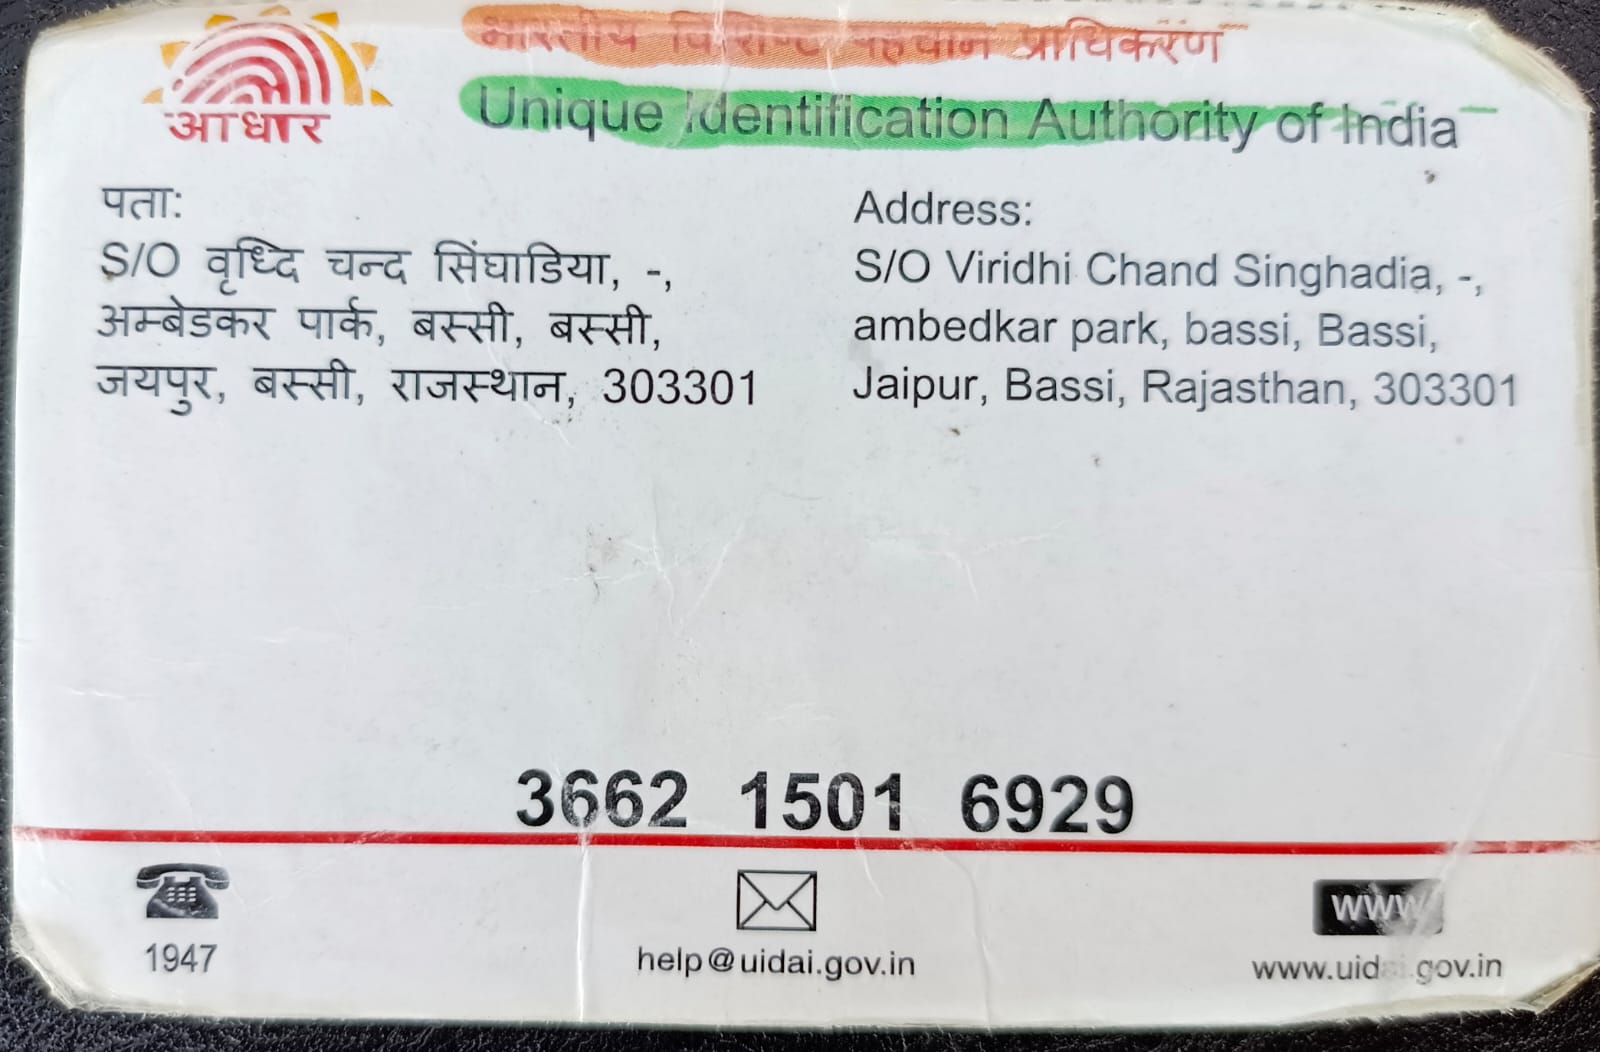 आधार
भारतीय विशिष्ट पहचान प्राधिकरण
Unique Identification Authority of India
पता:
S/O वृध्दि चन्द सिंघाडिया, -,
अम्बेडकर पार्क, बस्सी, बस्सी,
जयपुर, बस्सी, राजस्थान, 303301
Address:
S/O Viridhi Chand Singhadia, -,
ambedkar park, bassi, Bassi,
Jaipur, Bassi, Rajasthan, 303301
3662 1501 6929
1947
help@uidai.gov.in
www
www.uidai.gov.in